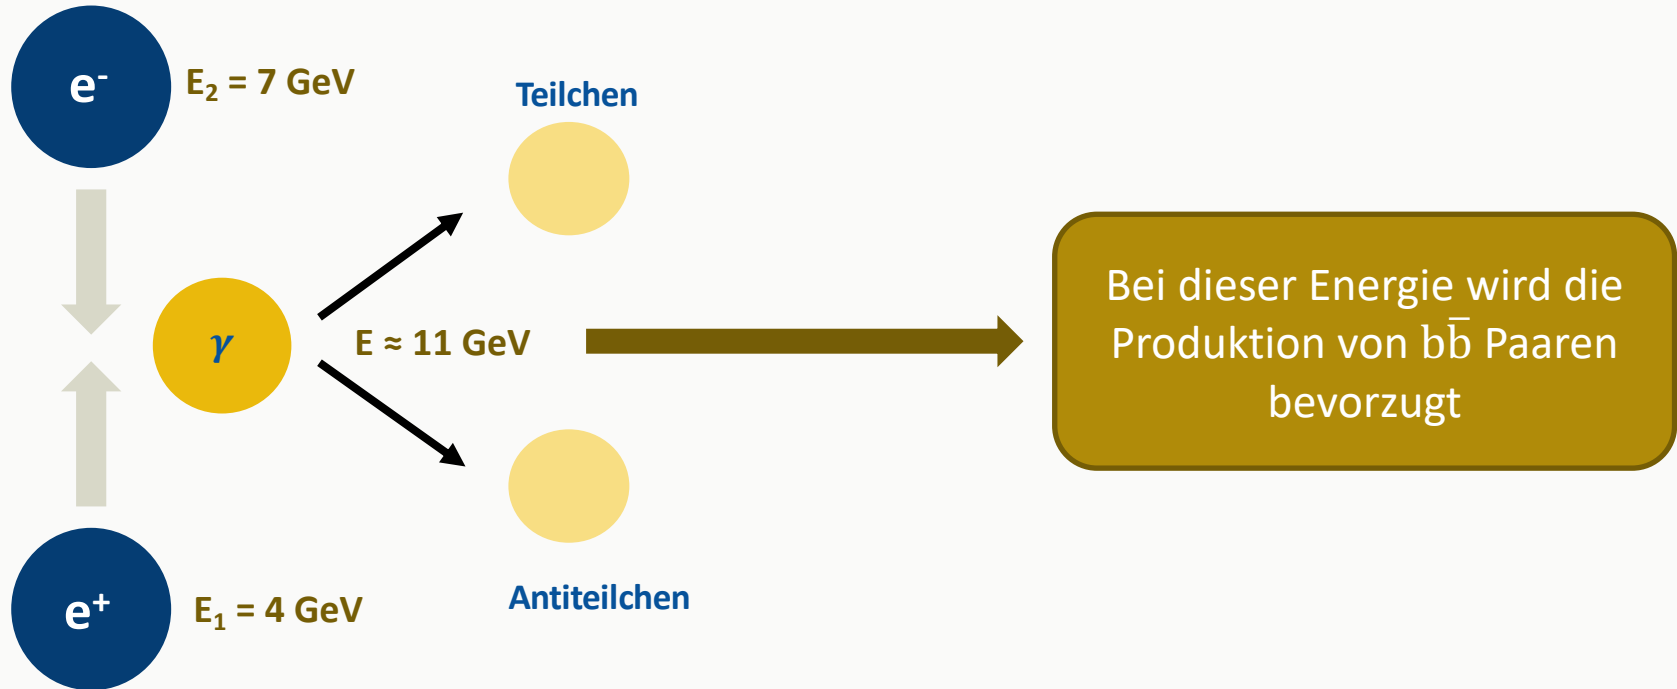 e⁻
E₂ = 7 GeV
Teilchen
γ
E ≈ 11 GeV
Bei dieser Energie wird die
Produktion von bb̅ Paaren
bevorzugt
e⁺
E₁ = 4 GeV
Antiteilchen